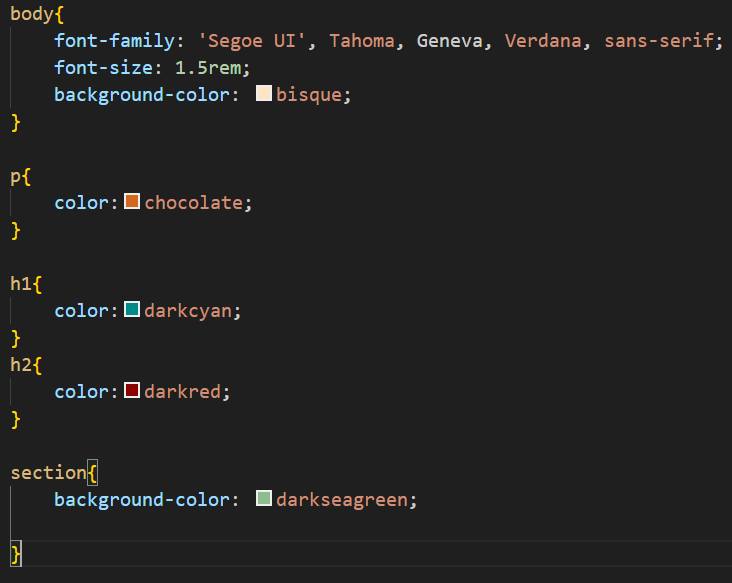 body{
    font-family: 'Segoe UI', Tahoma, Geneva, Verdana, sans-serif;
    font-size: 1.5rem;
    background-color: bisque;
}

p{
    color:chocolate;
}

h1{
    color:darkcyan;
}
h2{
    color:darkred;
}

section{
    background-color: darkseagreen;

}